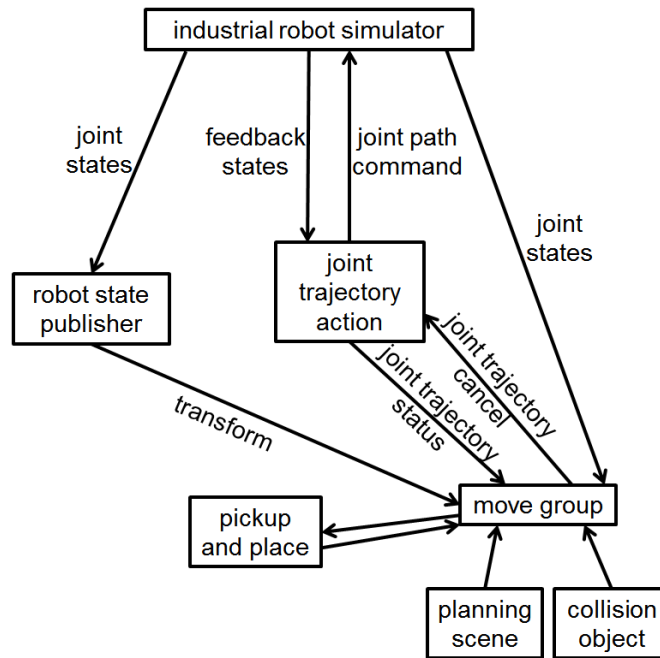 industrial robot simulator
joint
states
feedback
states
joint path
command
joint
states
robot state
publisher
joint
trajectory
action
joint trajectory
cancel
joint trajectory
status
transform
move group
pickup
and place
planning
scene
collision
object